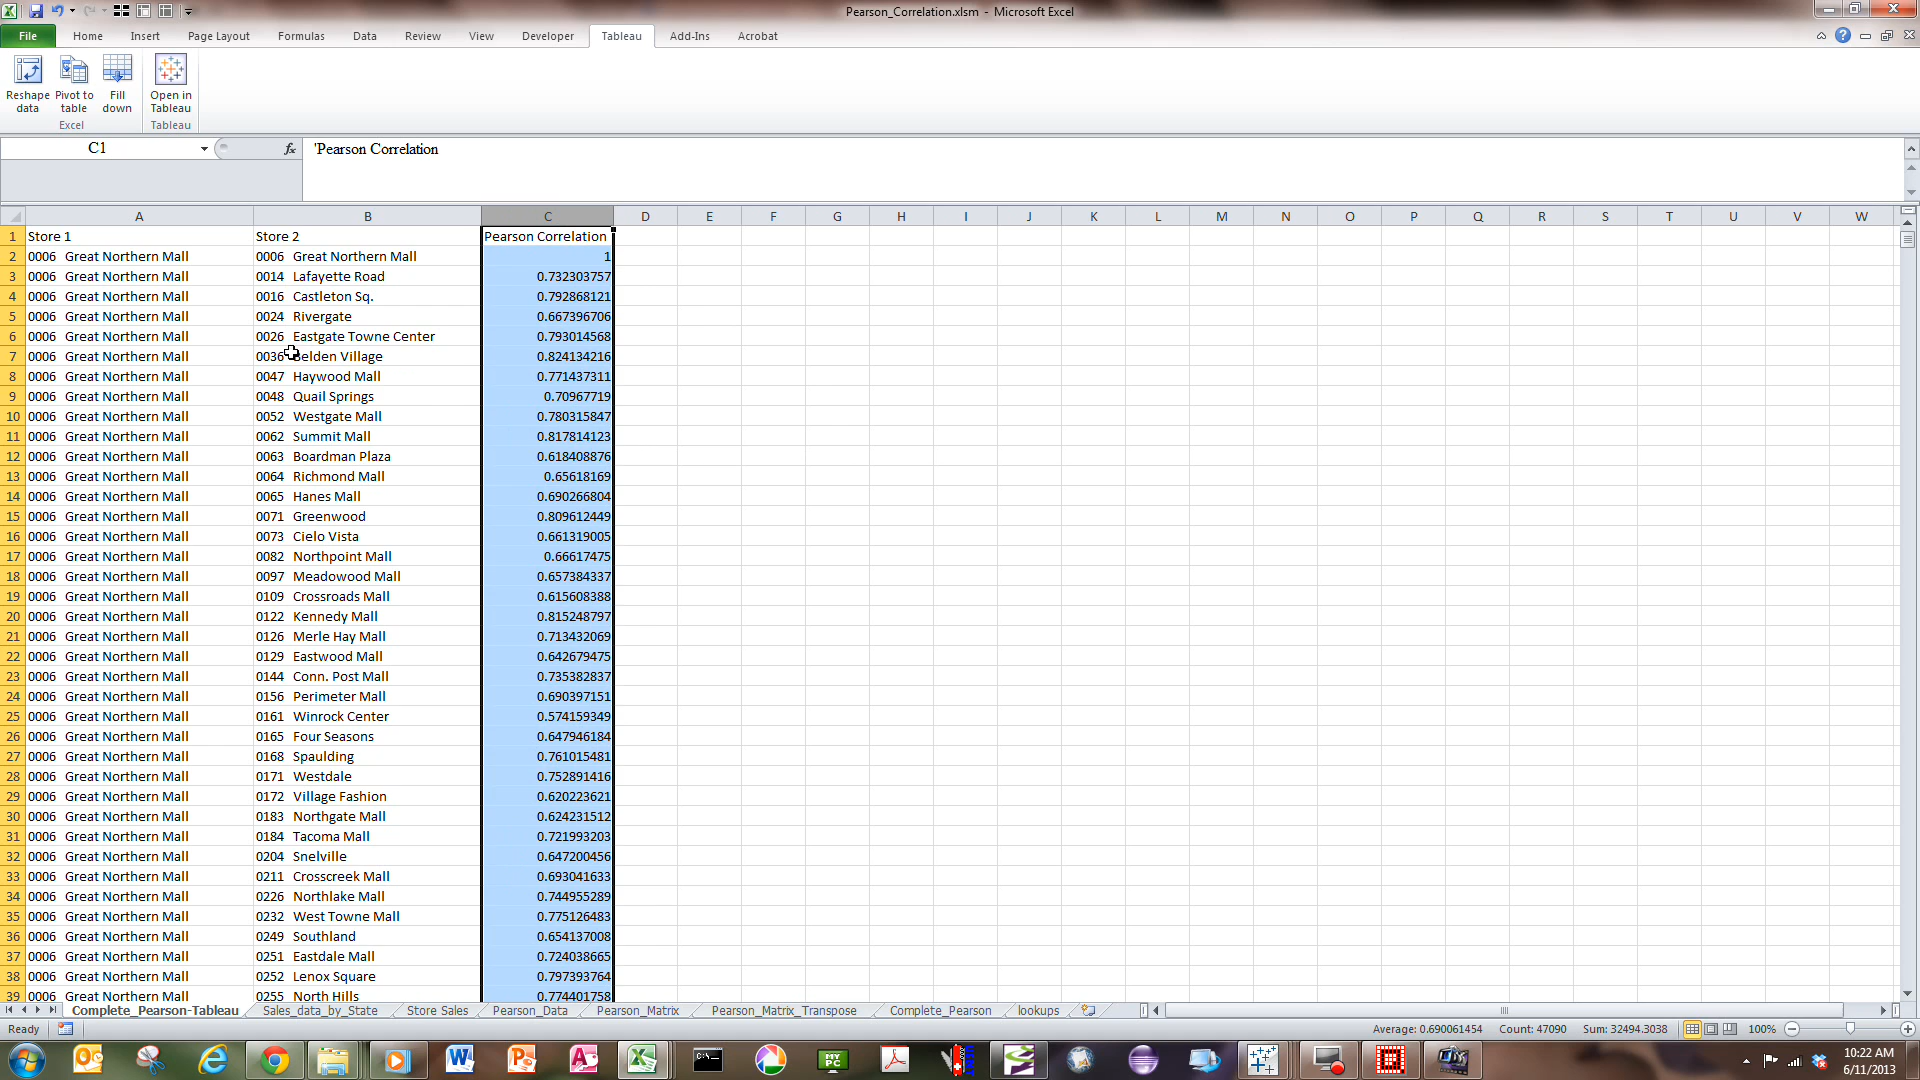 Pearson_Correlation.xlsm - Microsoft Excel
File Home Insert Page Layout Formulas Data Review View Developer Tableau Add-Ins Acrobat
Reshape data Pivot to table Fill down Open in Tableau
Excel Tableau
C1 fx 'Pearson Correlation
A B C D E F G H I J K L M N O P Q R S T U V W
1 Store 1 Store 2 Pearson Correlation
2 0006 Great Northern Mall 0006 Great Northern Mall 1
3 0006 Great Northern Mall 0014 Lafayette Road 0.732303757
4 0006 Great Northern Mall 0016 Castleton Sq. 0.792868121
5 0006 Great Northern Mall 0024 Rivergate 0.667396706
6 0006 Great Northern Mall 0026 Eastgate Towne Center 0.793014568
7 0006 Great Northern Mall 0036 Belden Village 0.824134216
8 0006 Great Northern Mall 0047 Haywood Mall 0.771437311
9 0006 Great Northern Mall 0048 Quail Springs 0.70967719
10 0006 Great Northern Mall 0052 Westgate Mall 0.780315847
11 0006 Great Northern Mall 0062 Summit Mall 0.817814123
12 0006 Great Northern Mall 0063 Boardman Plaza 0.618408876
13 0006 Great Northern Mall 0064 Richmond Mall 0.65618169
14 0006 Great Northern Mall 0065 Hanes Mall 0.690266804
15 0006 Great Northern Mall 0071 Greenwood 0.809612449
16 0006 Great Northern Mall 0073 Cielo Vista 0.661319005
17 0006 Great Northern Mall 0082 Northpoint Mall 0.66617475
18 0006 Great Northern Mall 0097 Meadowood Mall 0.657384337
19 0006 Great Northern Mall 0109 Crossroads Mall 0.615608388
20 0006 Great Northern Mall 0122 Kennedy Mall 0.815248797
21 0006 Great Northern Mall 0126 Merle Hay Mall 0.713432069
22 0006 Great Northern Mall 0129 Eastwood Mall 0.642679475
23 0006 Great Northern Mall 0144 Conn. Post Mall 0.735382837
24 0006 Great Northern Mall 0156 Perimeter Mall 0.690397151
25 0006 Great Northern Mall 0161 Winrock Center 0.574159349
26 0006 Great Northern Mall 0165 Four Seasons 0.647946184
27 0006 Great Northern Mall 0168 Spaulding 0.761015481
28 0006 Great Northern Mall 0171 Westdale 0.752891416
29 0006 Great Northern Mall 0172 Village Fashion 0.620223621
30 0006 Great Northern Mall 0183 Northgate Mall 0.624231512
31 0006 Great Northern Mall 0184 Tacoma Mall 0.721993203
32 0006 Great Northern Mall 0204 Snelville 0.647200456
33 0006 Great Northern Mall 0211 Crosscreek Mall 0.693041633
34 0006 Great Northern Mall 0226 Northlake Mall 0.744955289
35 0006 Great Northern Mall 0232 West Towne Mall 0.775126483
36 0006 Great Northern Mall 0249 Southland 0.654137008
37 0006 Great Northern Mall 0251 Eastdale Mall 0.724038665
38 0006 Great Northern Mall 0252 Lenox Square 0.797393764
39 0006 Great Northern Mall 0255 North Hills 0.774401758
Complete_Pearson-Tableau Sales_data_by_State Store Sales Pearson_Data Pearson_Matrix Pearson_Matrix_Transpose Complete_Pearson lookups
Ready Average: 0.690061454 Count: 47090 Sum: 32494.3038 100%
MY PC
10:22 AM
6/11/2013